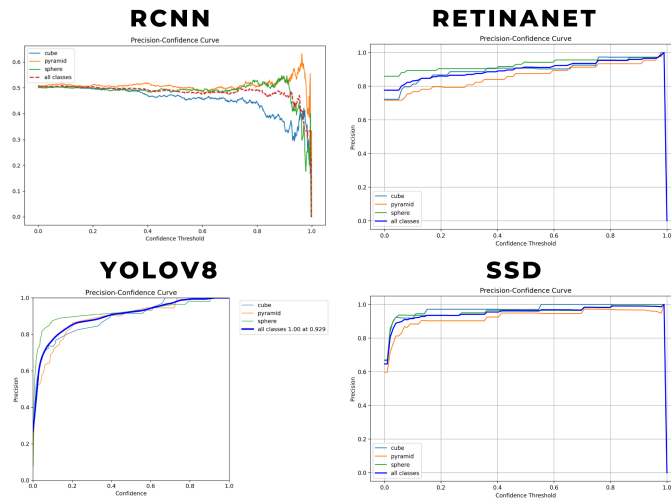 RCNN
Precision-Confidence Curve
cube
pyramid
sphere
all classes
0.6
0.5
0.4
0.3
0.2
0.1
0.0
Precision
0.0 0.2 0.4 0.6 0.8 1.0
Confidence Threshold
RETINANET
Precision-Confidence Curve
1.0
0.8
0.6
0.4
0.2
0.0
Precision
cube
pyramid
sphere
all classes
0.0 0.2 0.4 0.6 0.8 1.0
Confidence Threshold
YOLOV8
Precision-Confidence Curve
1.0
0.8
0.6
0.4
0.2
0.0
Precision
cube
pyramid
sphere
all classes 1.00 at 0.929
0.0 0.2 0.4 0.6 0.8 1.0
Confidence
SSD
Precision-Confidence Curve
1.0
0.8
0.6
0.4
0.2
0.0
Precision
cube
pyramid
sphere
all classes
0.0 0.2 0.4 0.6 0.8 1.0
Confidence Threshold